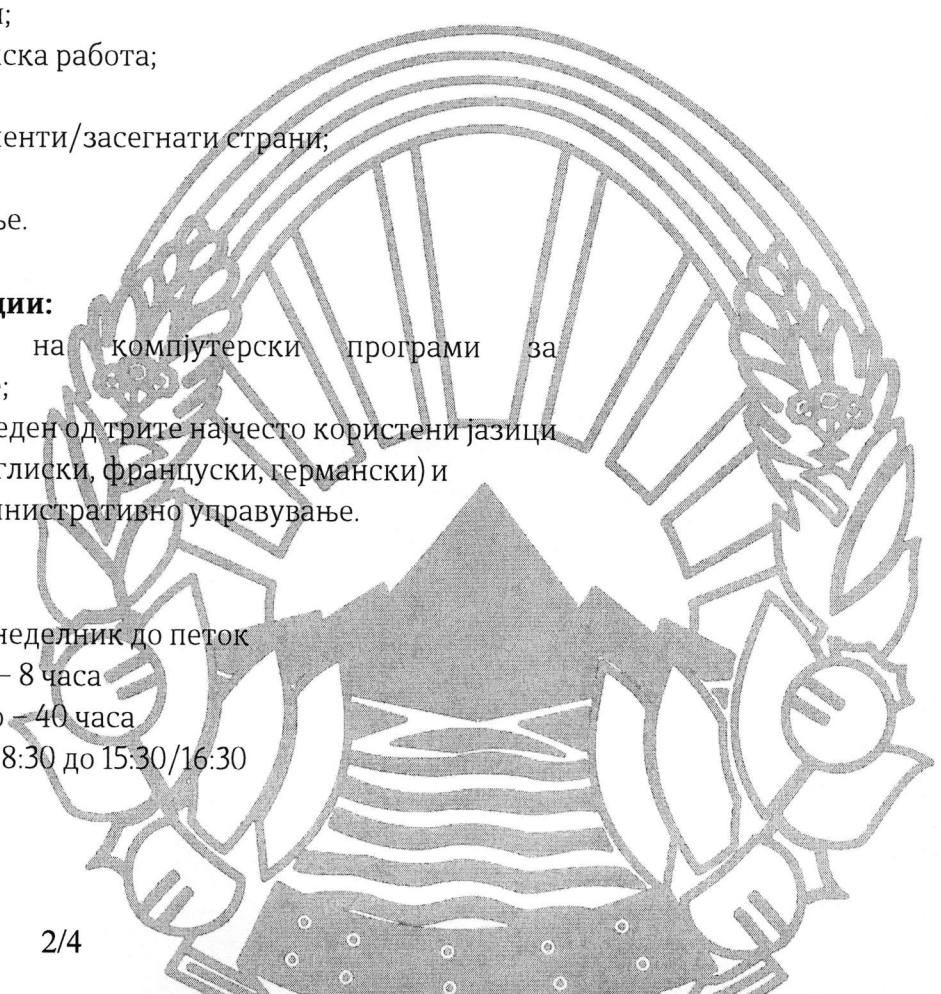 и;
ска работа;
енти/засегнати страни;
ње.
ции:
на компјутерски програми за
е;
еден од трите најчесто користени јазици
глиски, француски, германски) и
министративно управување.
неделник до петок
– 8 часа
о – 40 часа
8:30 до 15:30/16:30
2/4